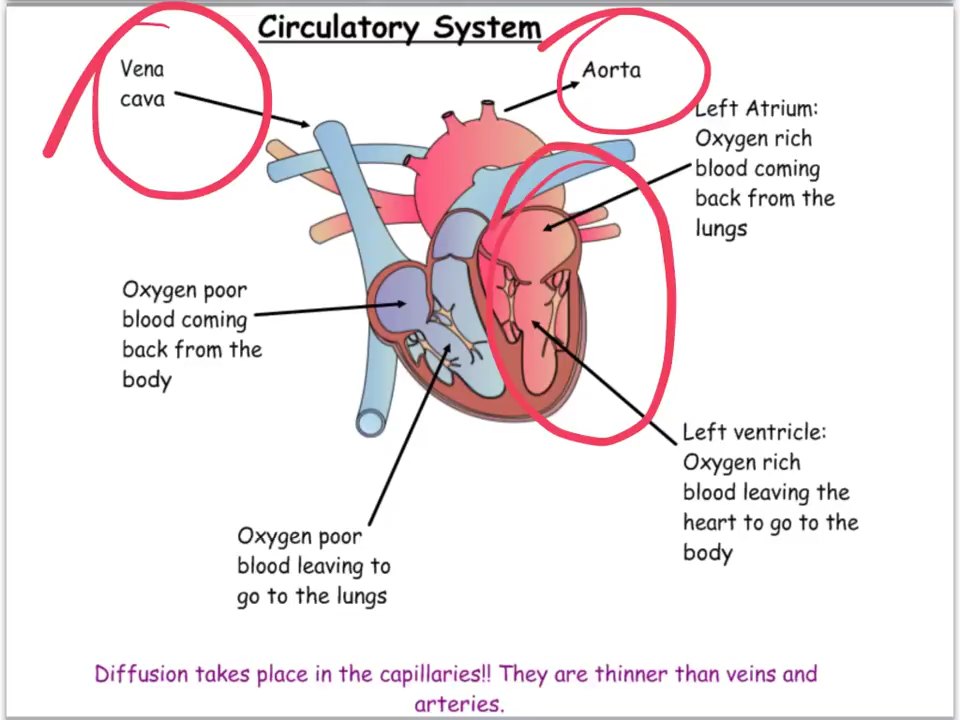 Circulatory System
Vena
cava
Aorta
Left Atrium:
Oxygen rich
blood coming
back from the
lungs
Oxygen poor
blood coming
back from the
body
Left ventricle:
Oxygen rich
blood leaving the
heart to go to the
body
Oxygen poor
blood leaving to
go to the lungs
Diffusion takes place in the capillaries!! They are thinner than veins and
arteries.